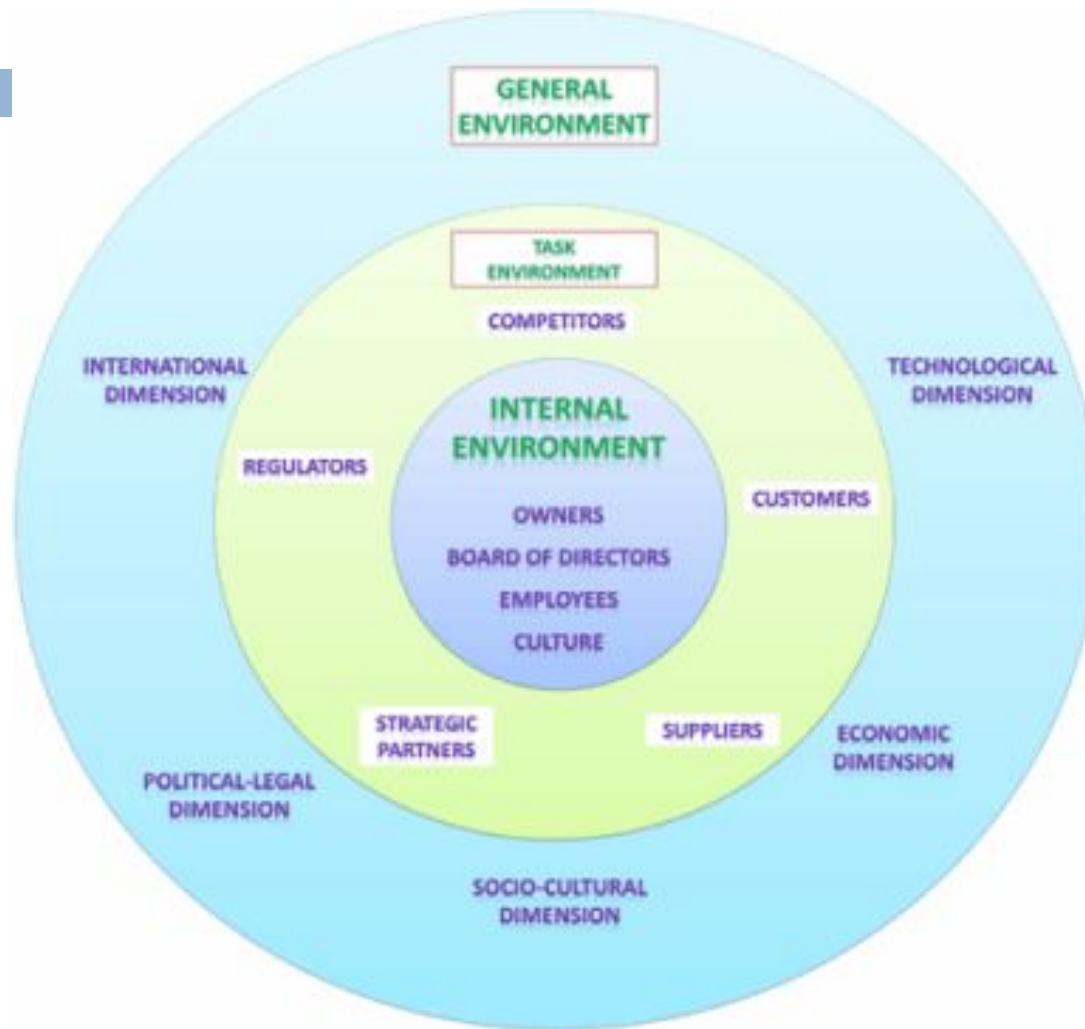 GENERAL
ENVIRONMENT
TASK
ENVIRONMENT
COMPETITORS
INTERNATIONAL
DIMENSION
TECHNOLOGICAL
DIMENSION
INTERNAL
ENVIRONMENT
REGULATORS
CUSTOMERS
OWNERS
BOARD OF DIRECTORS
EMPLOYEES
CULTURE
STRATEGIC
PARTNERS
SUPPLIERS
ECONOMIC
DIMENSION
POLITICAL-LEGAL
DIMENSION
SOCIO-CULTURAL
DIMENSION